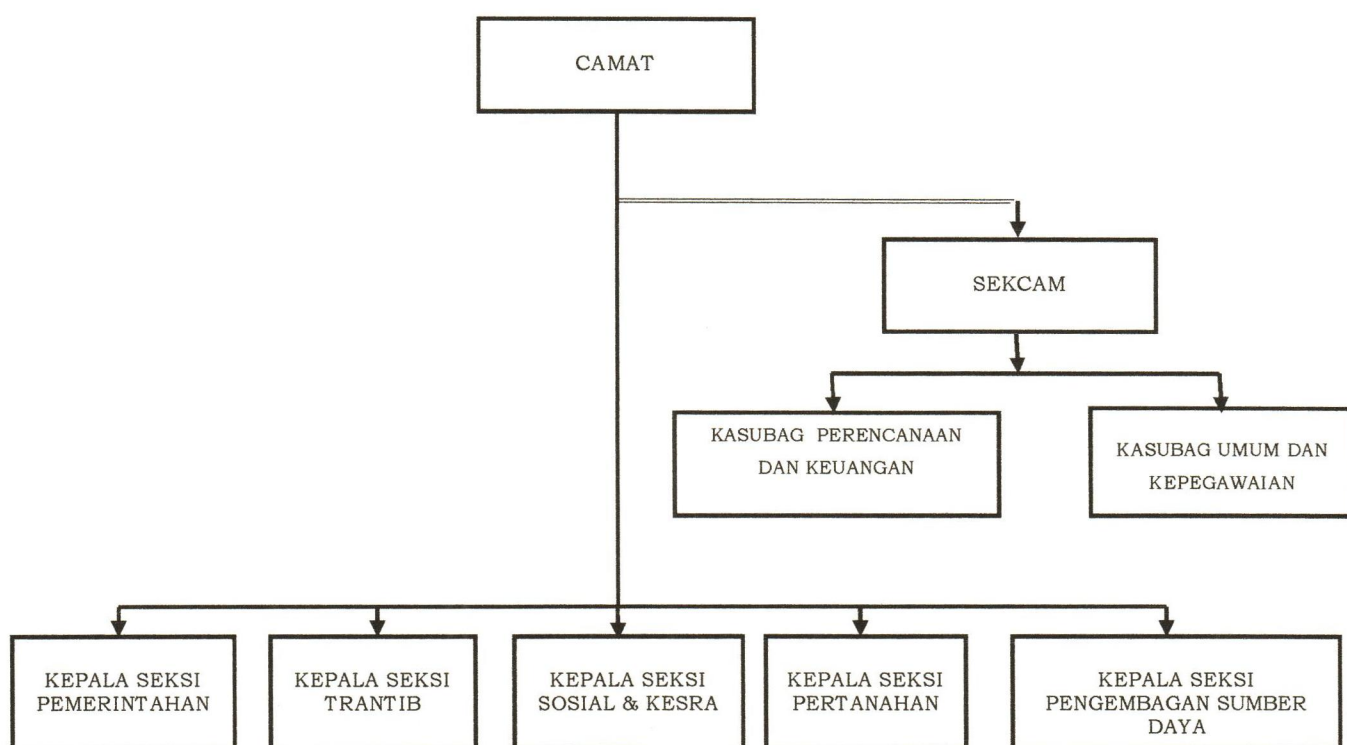 CAMAT
SEKCAM
KASUBAG PERENCANAAN
DAN KEUANGAN
KASUBAG UMUM DAN
KEPEGAWAIAN
KEPALA SEKSI
PEMERINTAHAN
KEPALA SEKSI
TRANTIB
KEPALA SEKSI
SOSIAL & KESRA
KEPALA SEKSI
PERTANAHAN
KEPALA SEKSI
PENGEMBAGAN SUMBER
DAYA